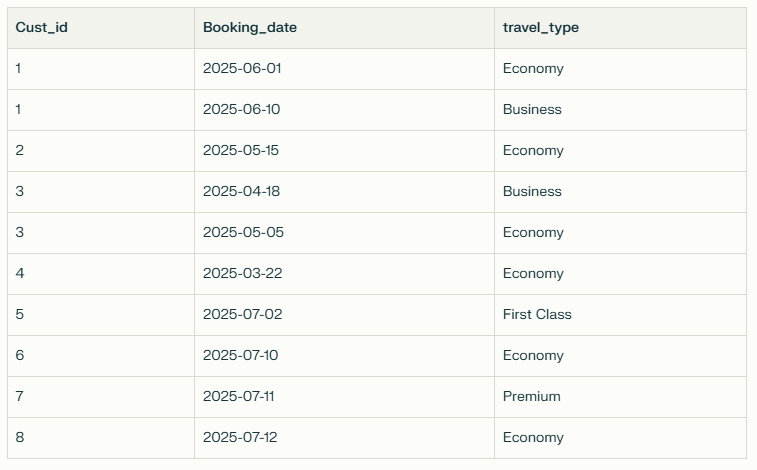 Cust_id Booking_date travel_type
1 2025-06-01 Economy
1 2025-06-10 Business
2 2025-05-15 Economy
3 2025-04-18 Business
3 2025-05-05 Economy
4 2025-03-22 Economy
5 2025-07-02 First Class
6 2025-07-10 Economy
7 2025-07-11 Premium
8 2025-07-12 Economy